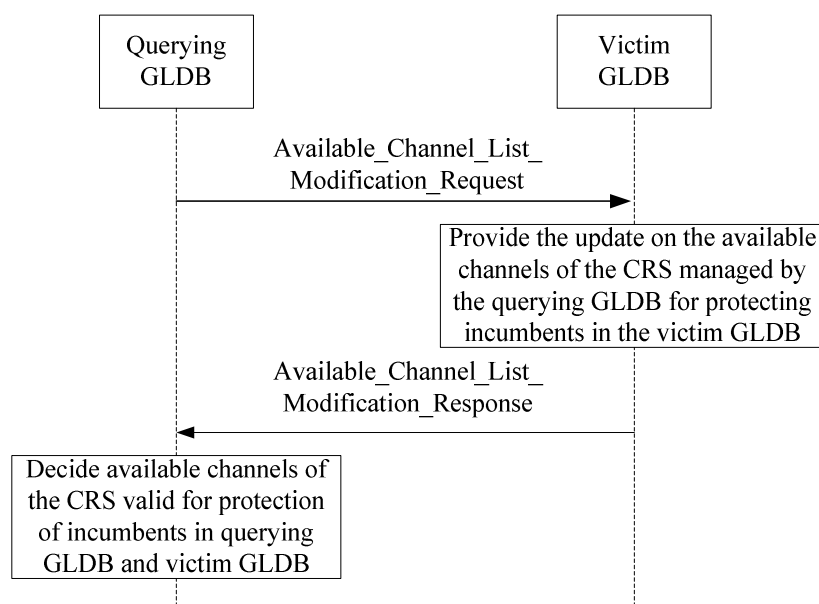 Querying
GLDB
Victim
GLDB
Available_Channel_List_
Modification_Request
Provide the update on the available
channels of the CRS managed by
the querying GLDB for protecting
incumbents in the victim GLDB
Available_Channel_List_
Modification_Response
Decide available channels of
the CRS valid for protection
of incumbents in querying
GLDB and victim GLDB